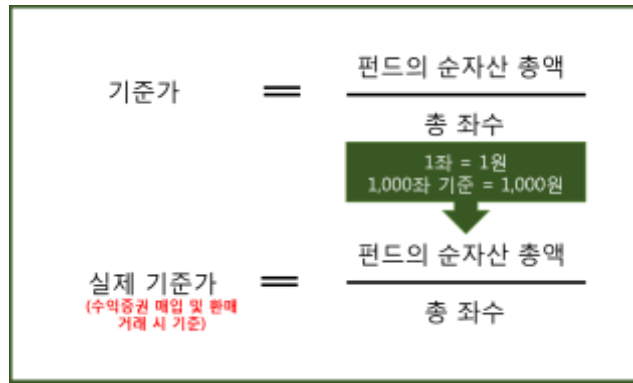 기준가
펀드의 순자산 총액
총 좌수
1좌 = 1원
1,000좌 기준 = 1,000원
실제 기준가
(수익증권 매입 및 환매
거래 시 기준)
펀드의 순자산 총액
총 좌수